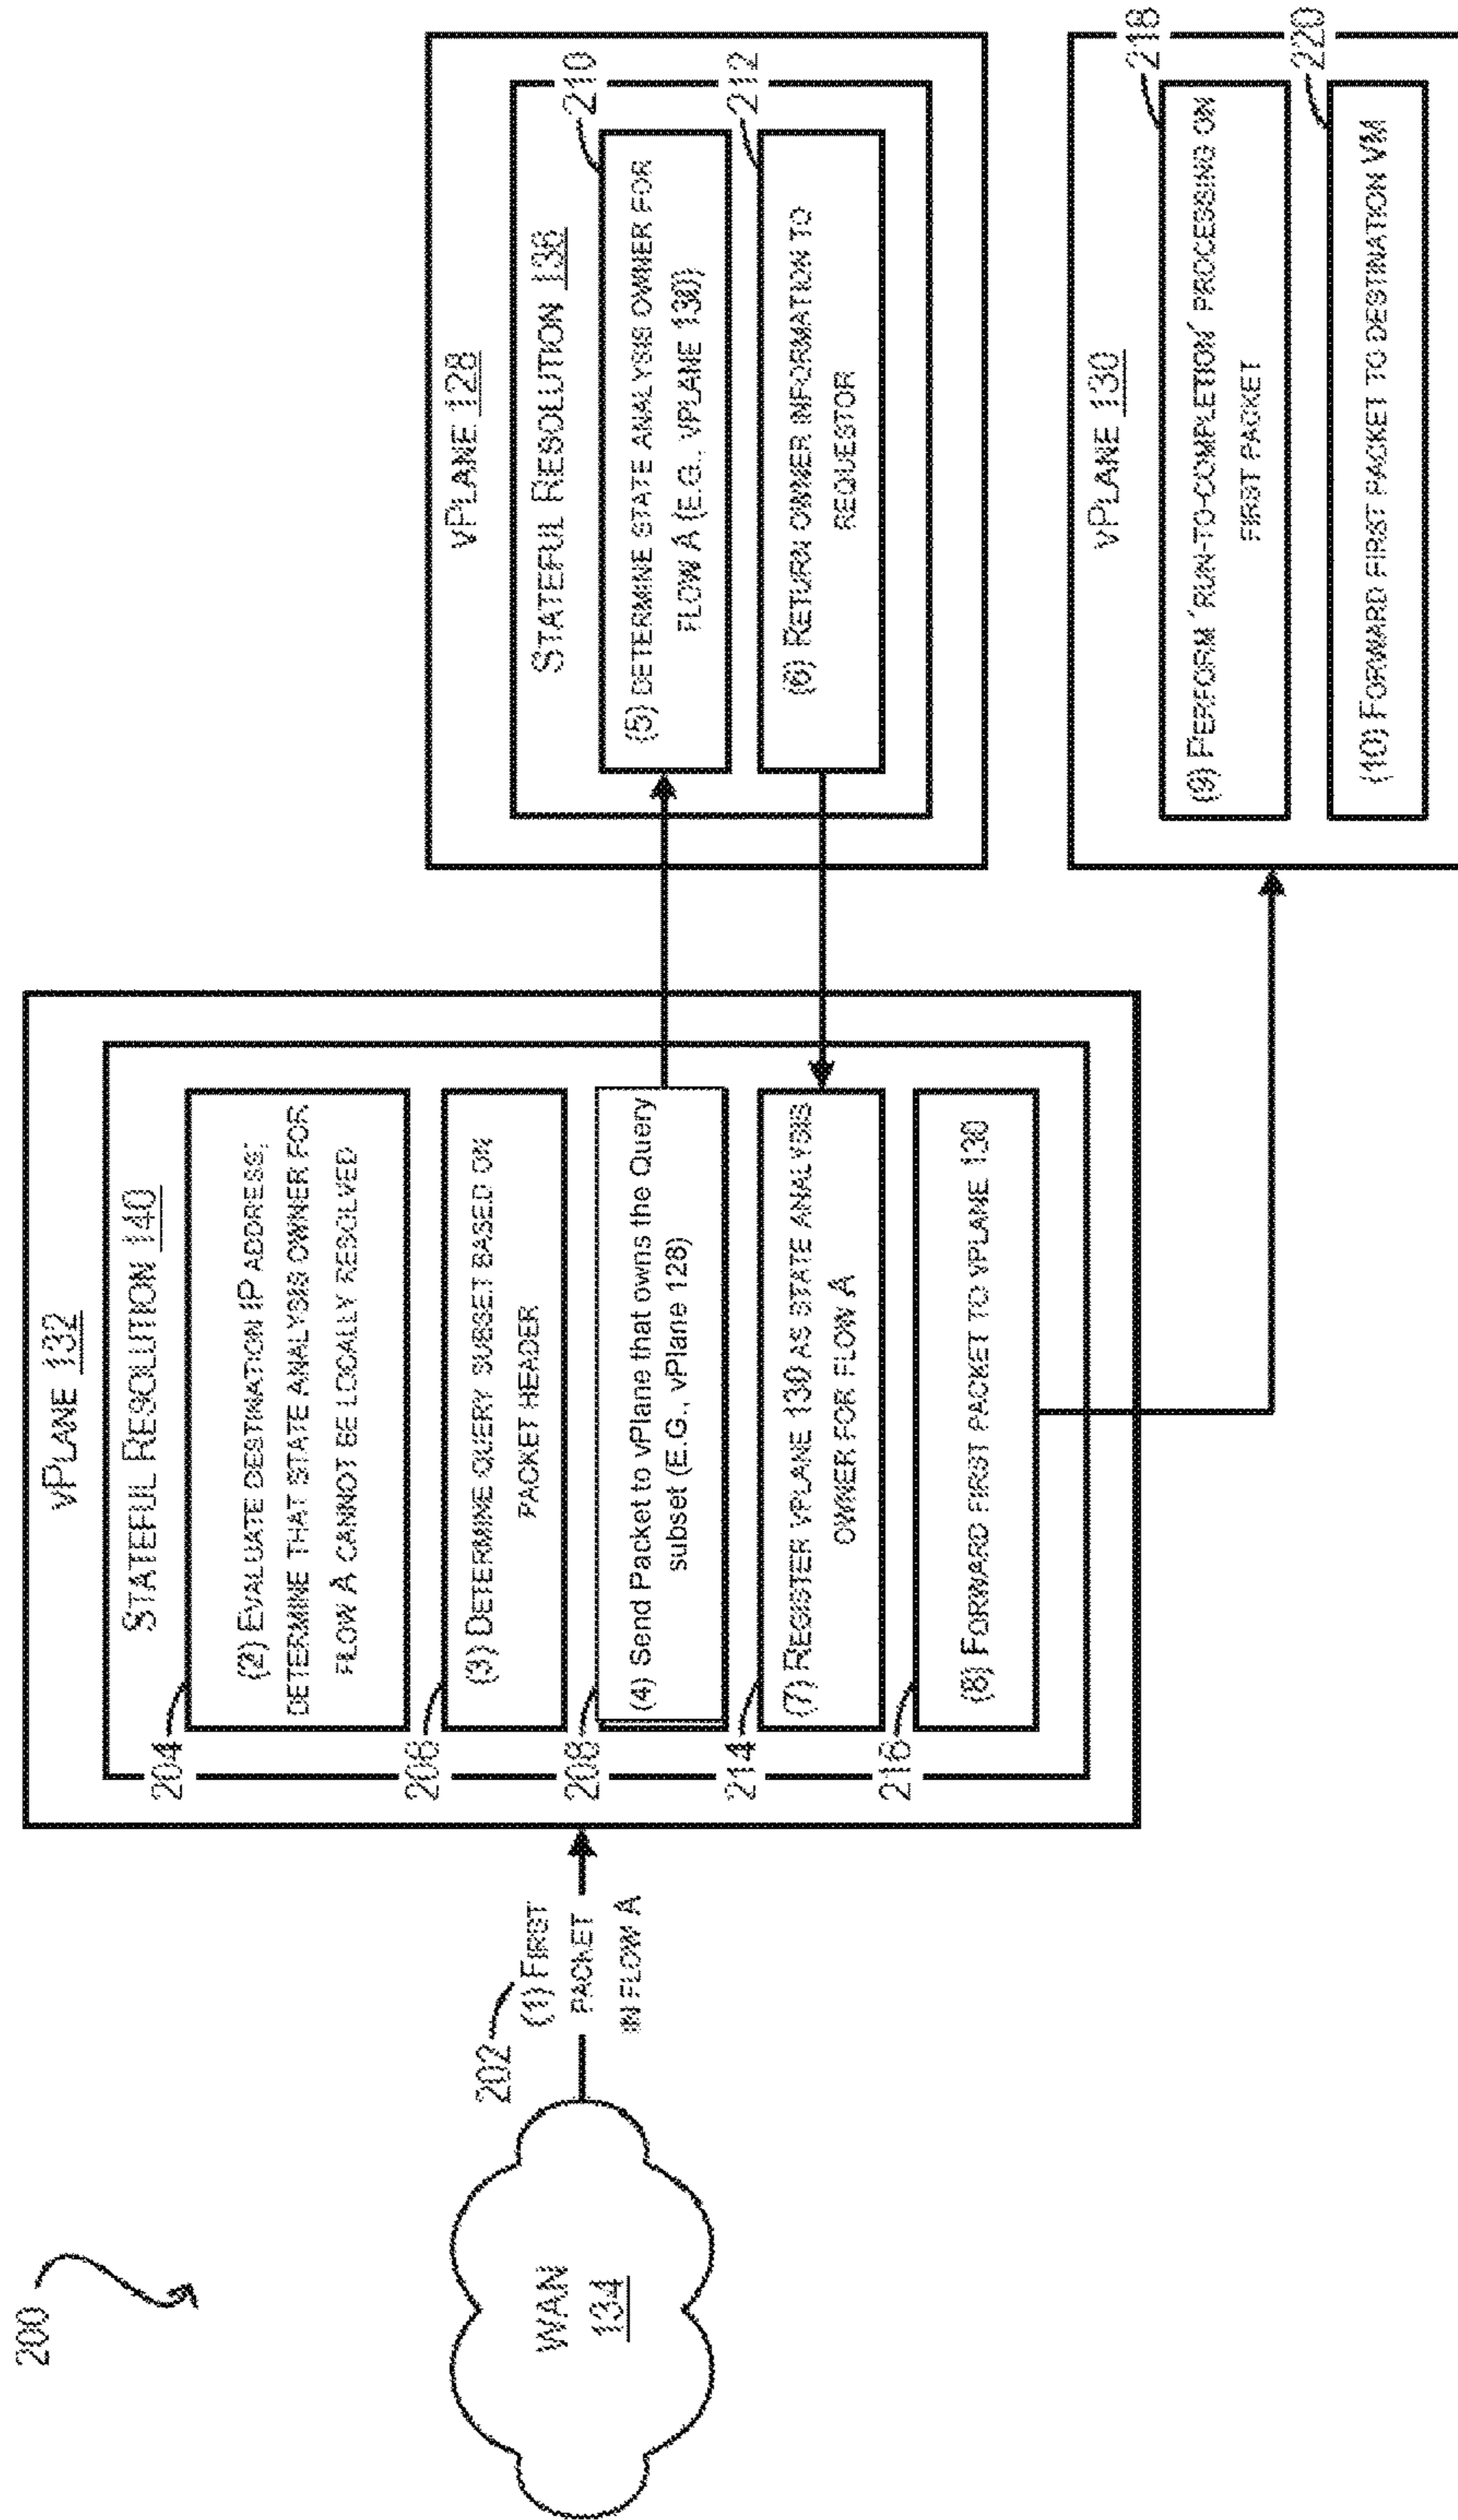 200
WAN
134
202
(1) FIRST
PACKET
IN FLOW A
vPLANE 132
STATEFUL RESOLUTION 140
204
(2) EVALUATE DESTINATION IP ADDRESS;
DETERMINE THAT STATE ANALYSIS OWNER FOR
FLOW A CANNOT BE LOCALLY RESOLVED
206
(3) DETERMINE QUERY SUBSET BASED ON
PACKET HEADER
208
(4) Send Packet to vPlane that owns the Query
subset (E.G., vPlane 128)
214
(7) REGISTER VPLANE 130 AS STATE ANALYSIS
OWNER FOR FLOW A
216
(8) FORWARD FIRST PACKET TO VPLANE 130
vPLANE 128
STATEFUL RESOLUTION 136
210
(5) DETERMINE STATE ANALYSIS OWNER FOR
FLOW A (E.G., VPLANE 130)
212
(6) RETURN OWNER INFORMATION TO
REQUESTOR
vPLANE 130
218
(9) PERFORM 'RUN-TO-COMPLETION' PROCESSING ON
FIRST PACKET
220
(10) FORWARD FIRST PACKET TO DESTINATION VM